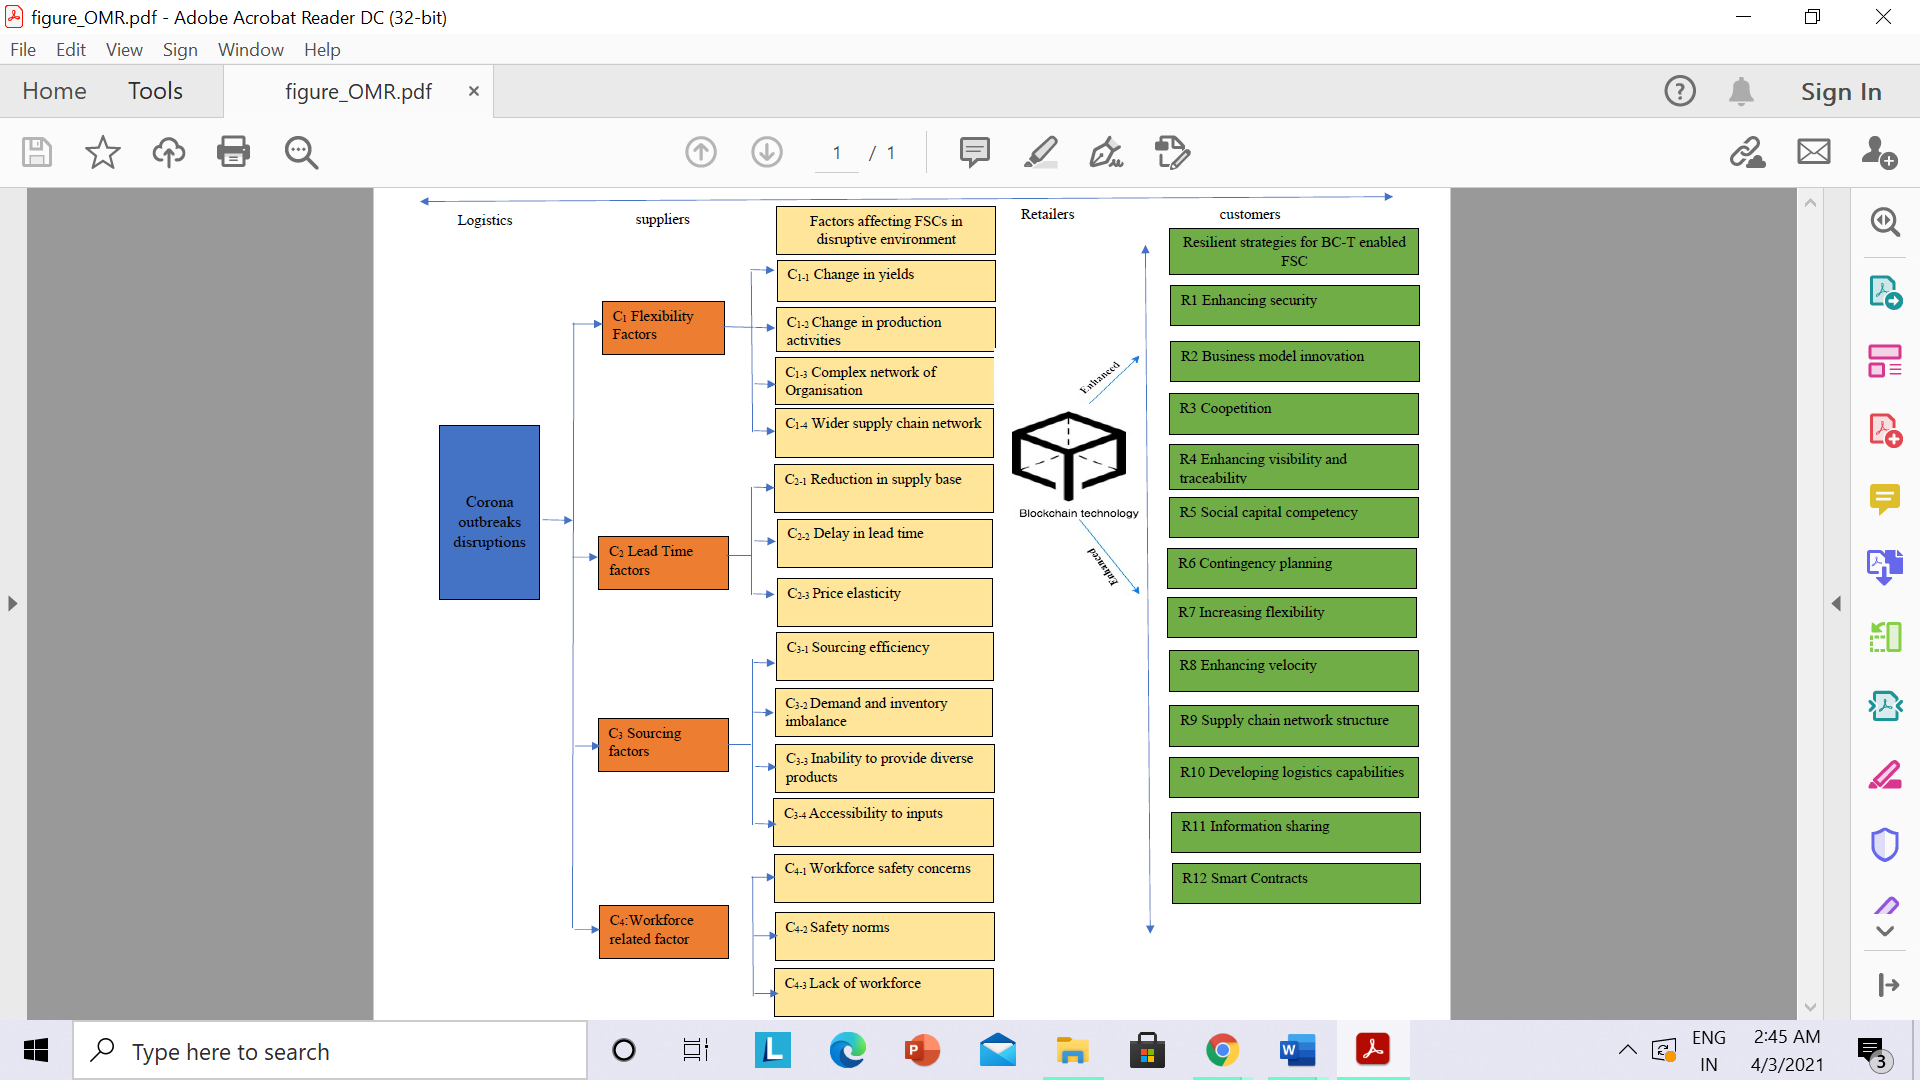 figure_OMR.pdf - Adobe Acrobat Reader DC (32-bit)
File Edit View Sign Window Help
Home Tools figure_OMR.pdf × Sign In
1 / 1
Logistics suppliers Retailers customers
Factors affecting FSCs in
disruptive environment
C1-1 Change in yields
C1-2 Change in production
activities
C1-3 Complex network of
Organisation
C1-4 Wider supply chain network
C2-1 Reduction in supply base
C2-2 Delay in lead time
C2-3 Price elasticity
C3-1 Sourcing efficiency
C3-2 Demand and inventory
imbalance
C3-3 Inability to provide diverse
products
C3-4 Accessibility to inputs
C4-1 Workforce safety concerns
C4-2 Safety norms
C4-3 Lack of workforce
C1 Flexibility
Factors
C2 Lead Time
factors
C3 Sourcing
factors
C4:Workforce
related factor
Corona
outbreaks
disruptions
Enhanced
Blockchain technology
Enhanced
Resilient strategies for BC-T enabled
FSC
R1 Enhancing security
R2 Business model innovation
R3 Coopetition
R4 Enhancing visibility and
traceability
R5 Social capital competency
R6 Contingency planning
R7 Increasing flexibility
R8 Enhancing velocity
R9 Supply chain network structure
R10 Developing logistics capabilities
R11 Information sharing
R12 Smart Contracts
Type here to search
L
P
W
ENG
IN
2:45 AM
4/3/2021
3